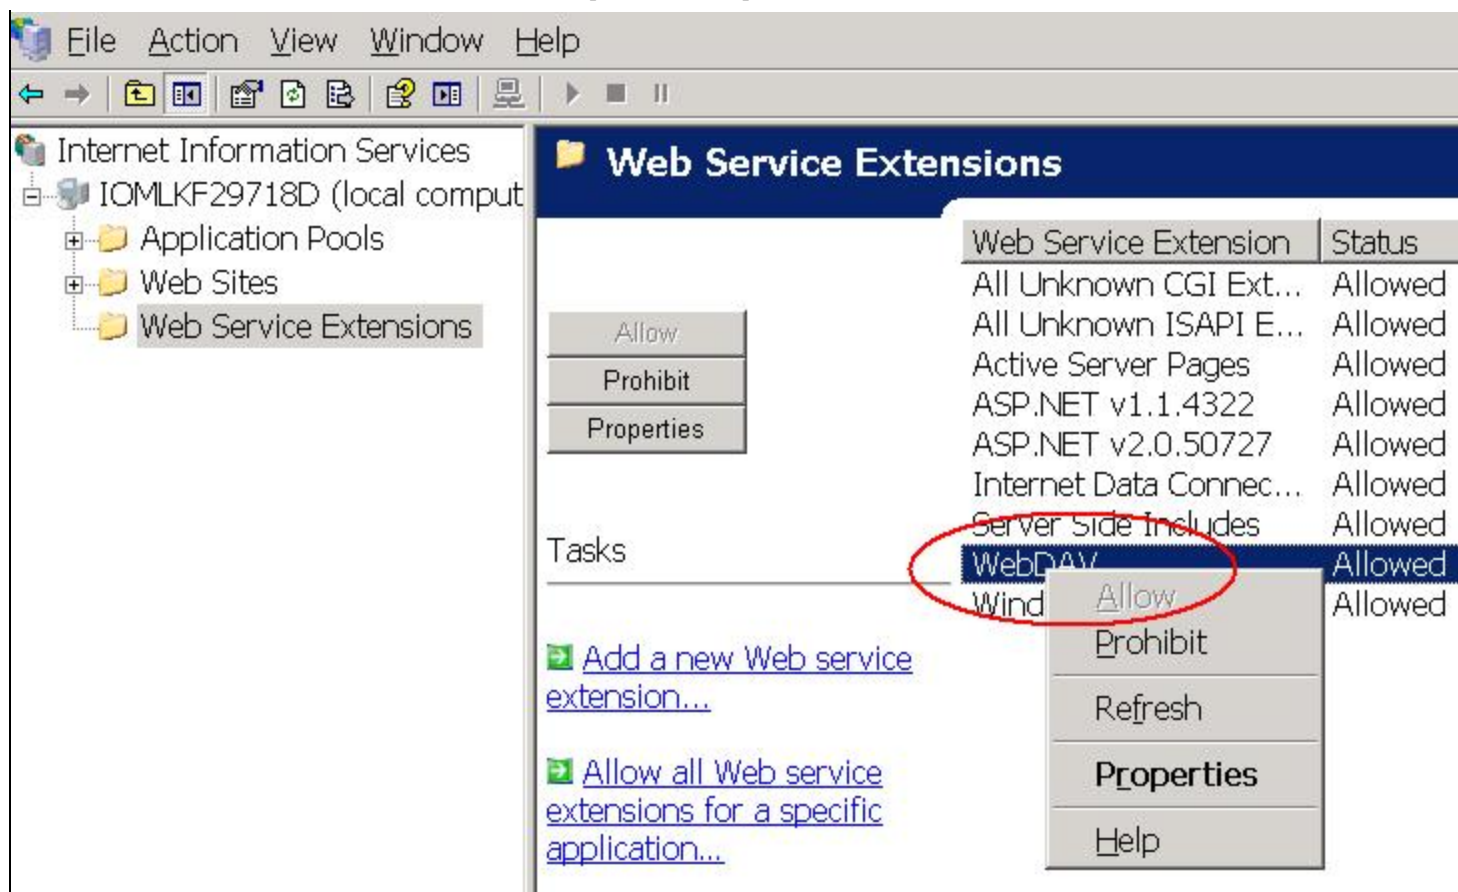 File Action View Window Help
Internet Information Services
IOMLKF29718D (local comput
Application Pools
Web Sites
Web Service Extensions
Web Service Extensions
Allow
Prohibit
Properties
Tasks
Add a new Web service
extension...
Allow all Web service
extensions for a specific
application...
Web Service Extension Status
All Unknown CGI Ext... Allowed
All Unknown ISAPI E... Allowed
Active Server Pages Allowed
ASP.NET v1.1.4322 Allowed
ASP.NET v2.0.50727 Allowed
Internet Data Connec... Allowed
Server Side Includes Allowed
WebDAV Allowed
Wind Allowed
Allow
Prohibit
Refresh
Properties
Help